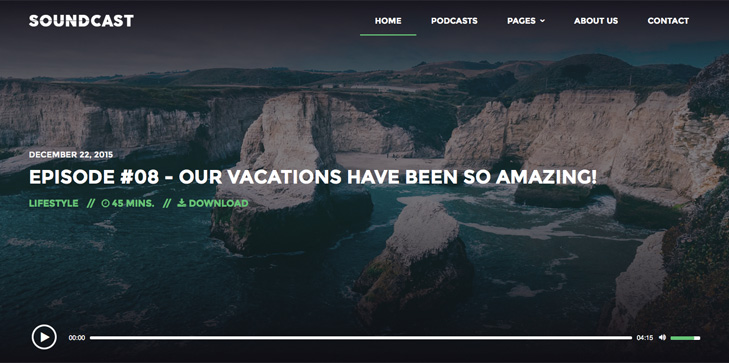 SOUNDCAST
HOME PODCASTS PAGES ABOUT US CONTACT
DECEMBER 22, 2015
EPISODE #08 - OUR VACATIONS HAVE BEEN SO AMAZING!
LIFESTYLE // 45 MINS. // DOWNLOAD
00:00 04:15